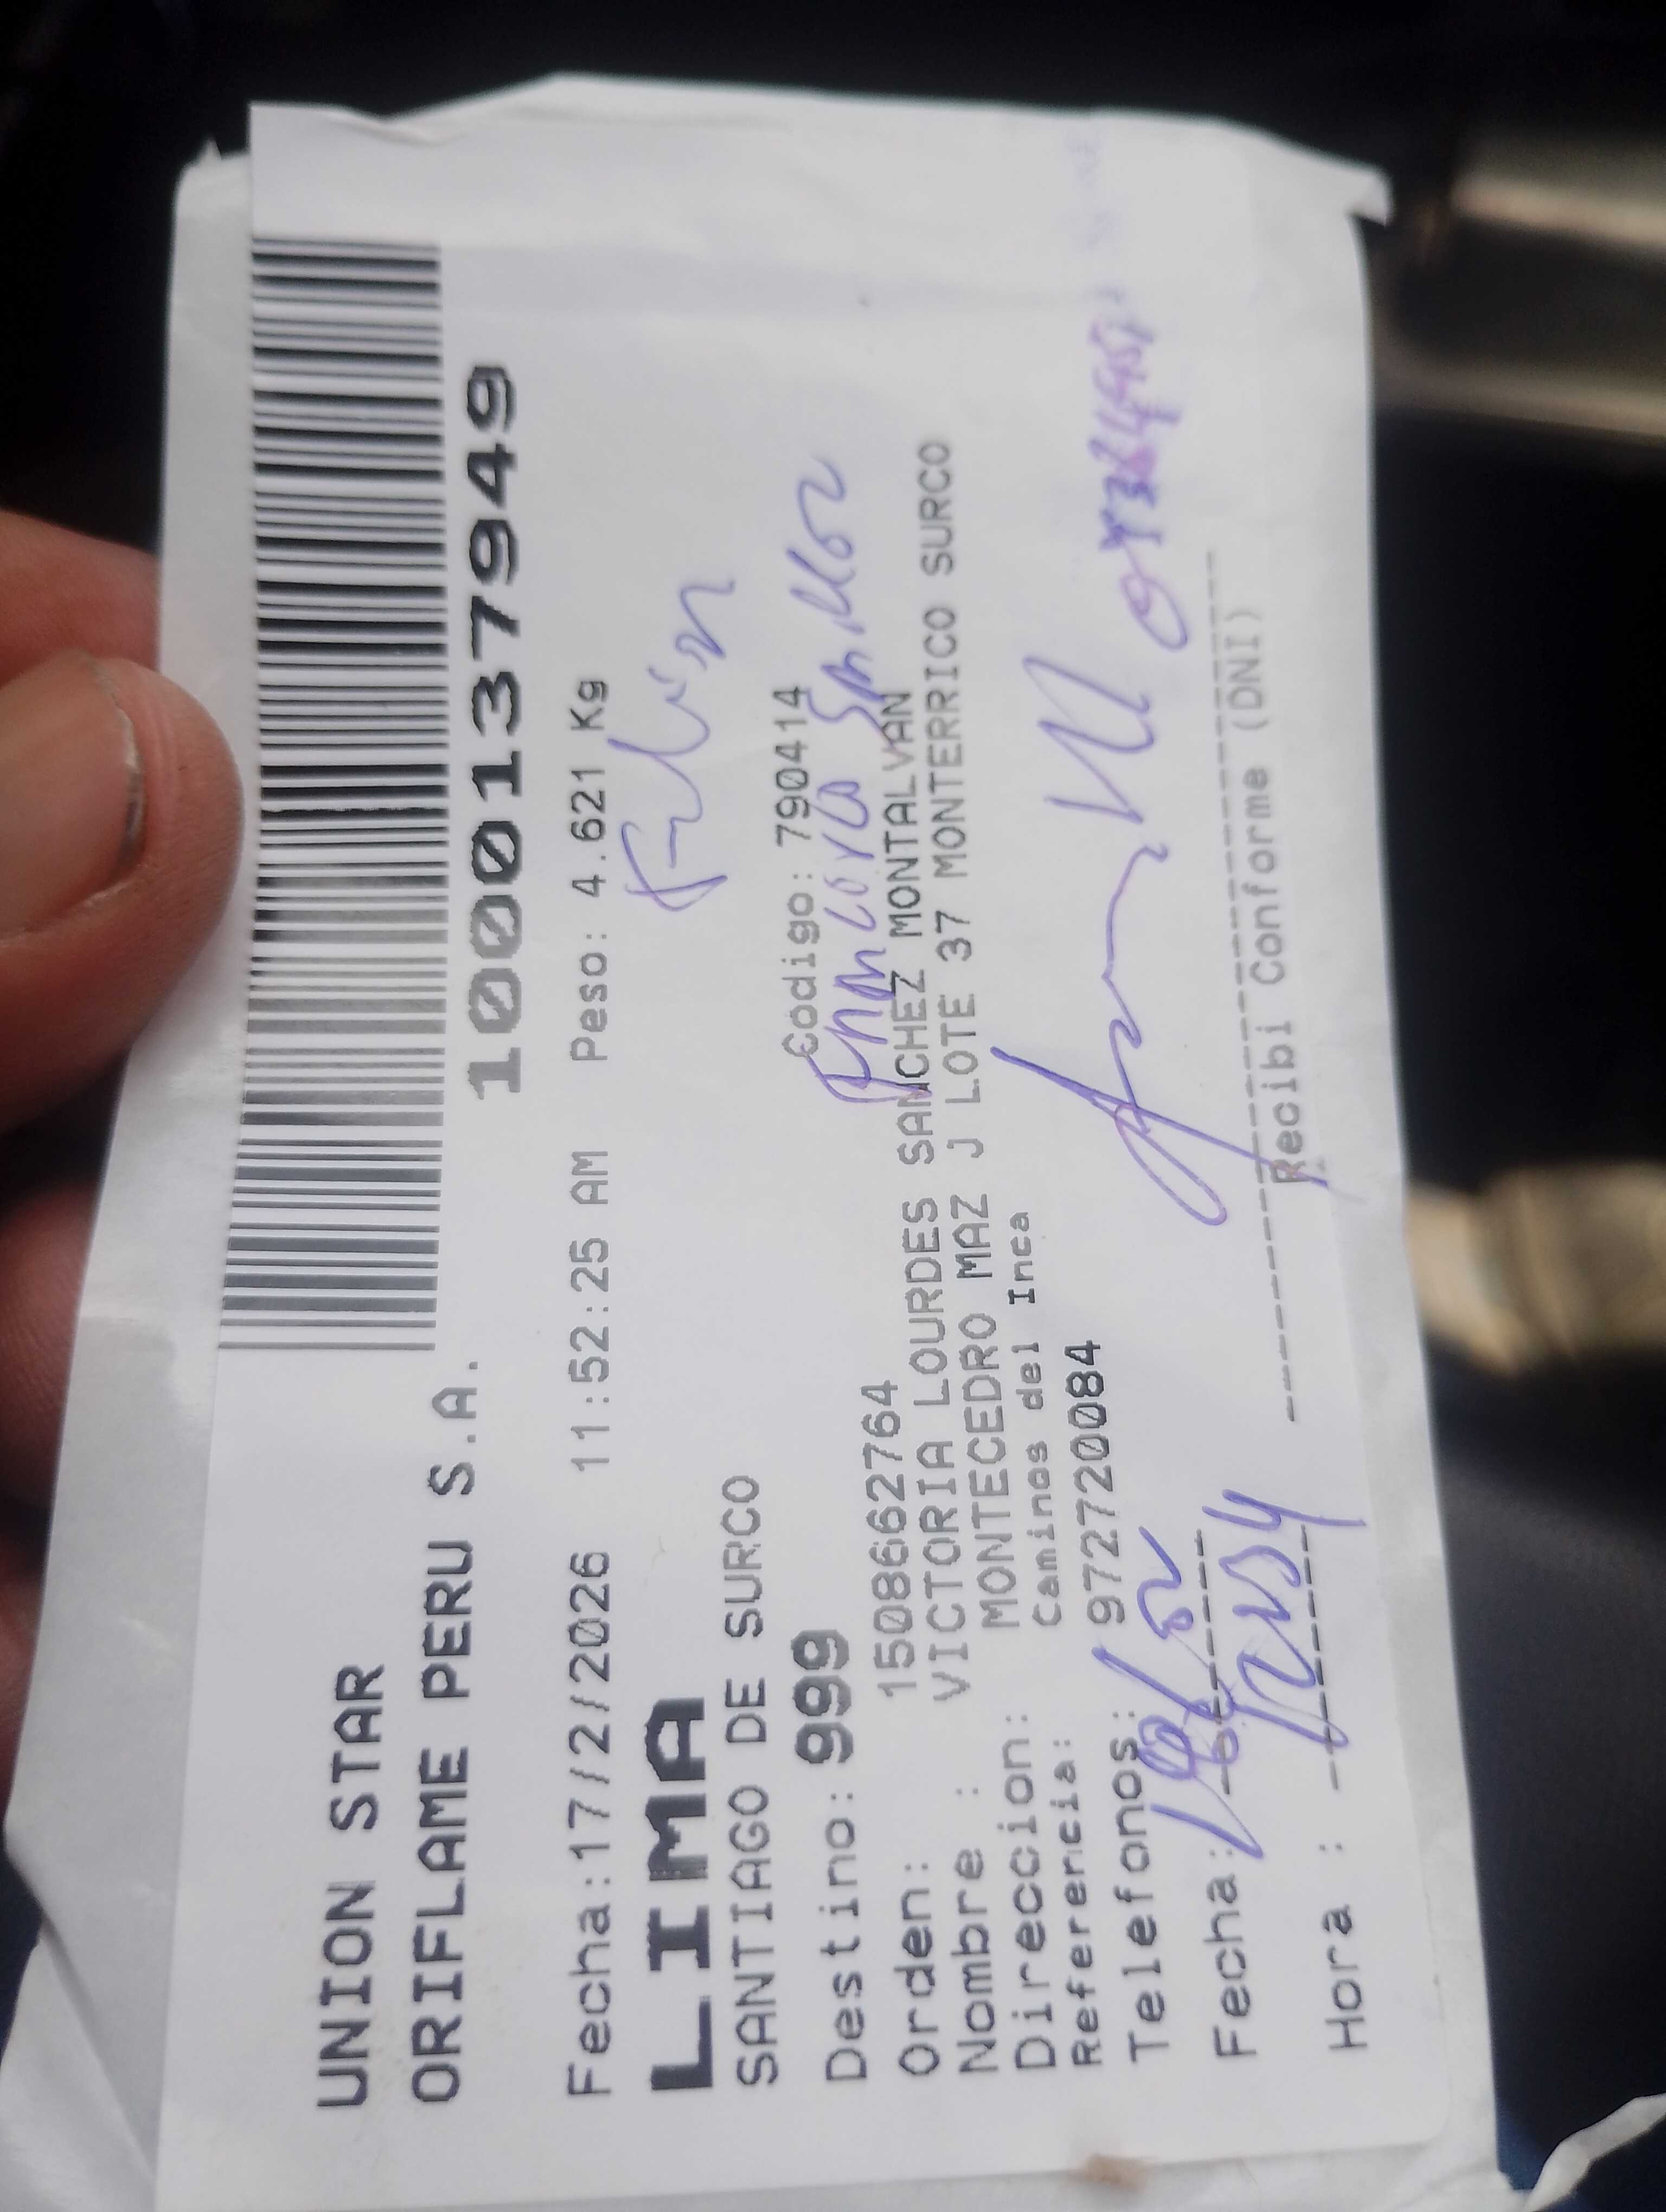 UNION STAR
ORIFLAME PERU S.A.
1000137949
Fecha:17/2/2026 11:52:25 AM Peso: 4.621 Kg
LIMA
SANTIAGO DE SURCO
Destino: 999 Codigo: 790414
Orden: 1508662764
Nombre : VICTORIA LOURDES SANCHEZ MONTALVAN
Direccion: MONTECEDRO MAZ J LOTE 37 MONTERRICO SURCO
Referencia: Caminos del Inca
Telefonos: 972720084
Fecha:
Hora :
Recibi Conforme (DNI)